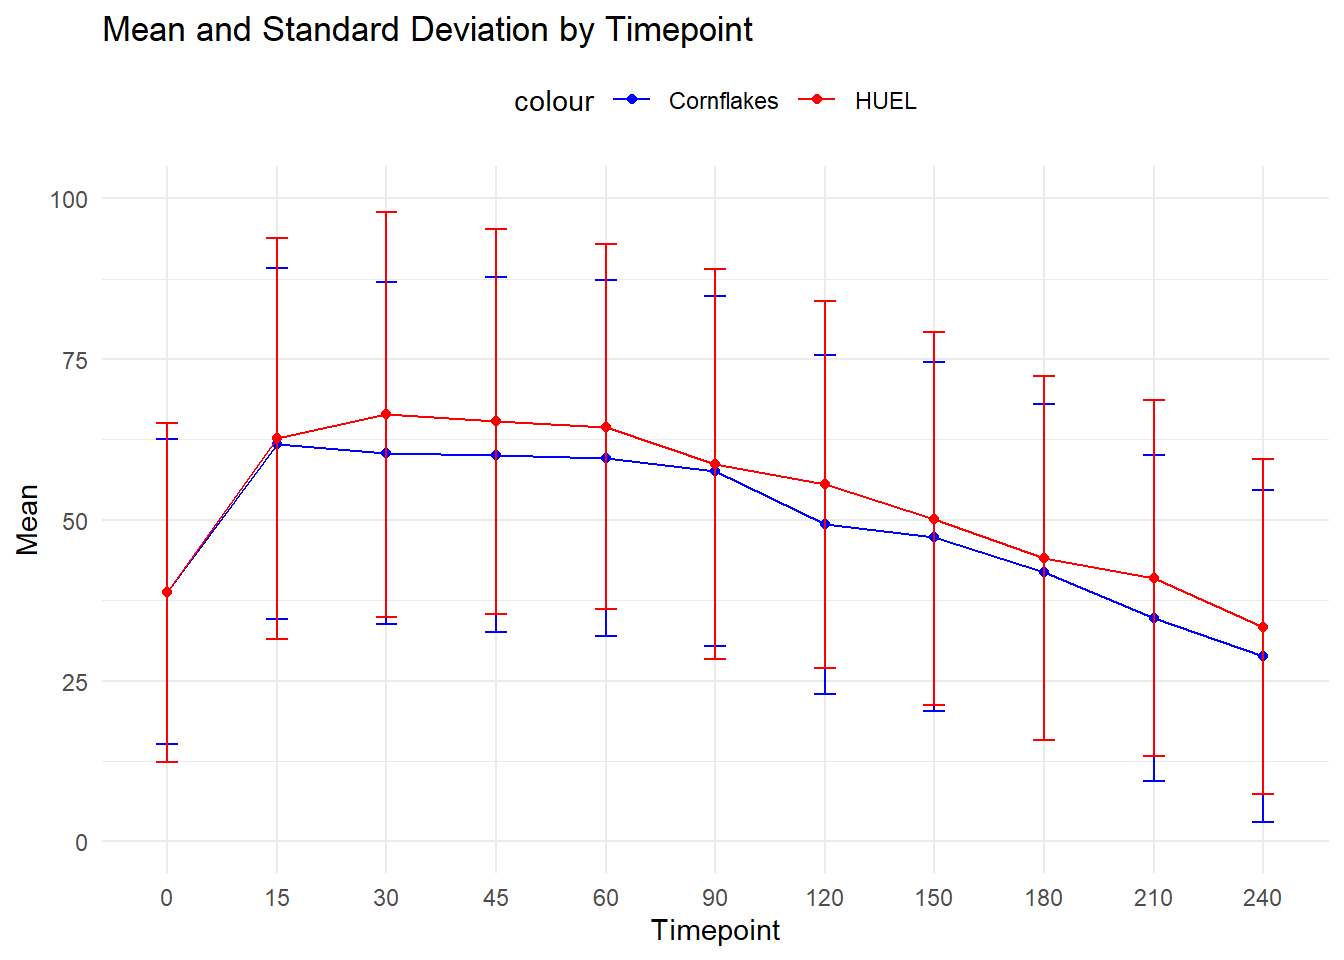 Mean and Standard Deviation by Timepoint
colour Cornflakes HUEL
100
75
50
25
0
Mean
0 15 30 45 60 90 120 150 180 210 240
Timepoint